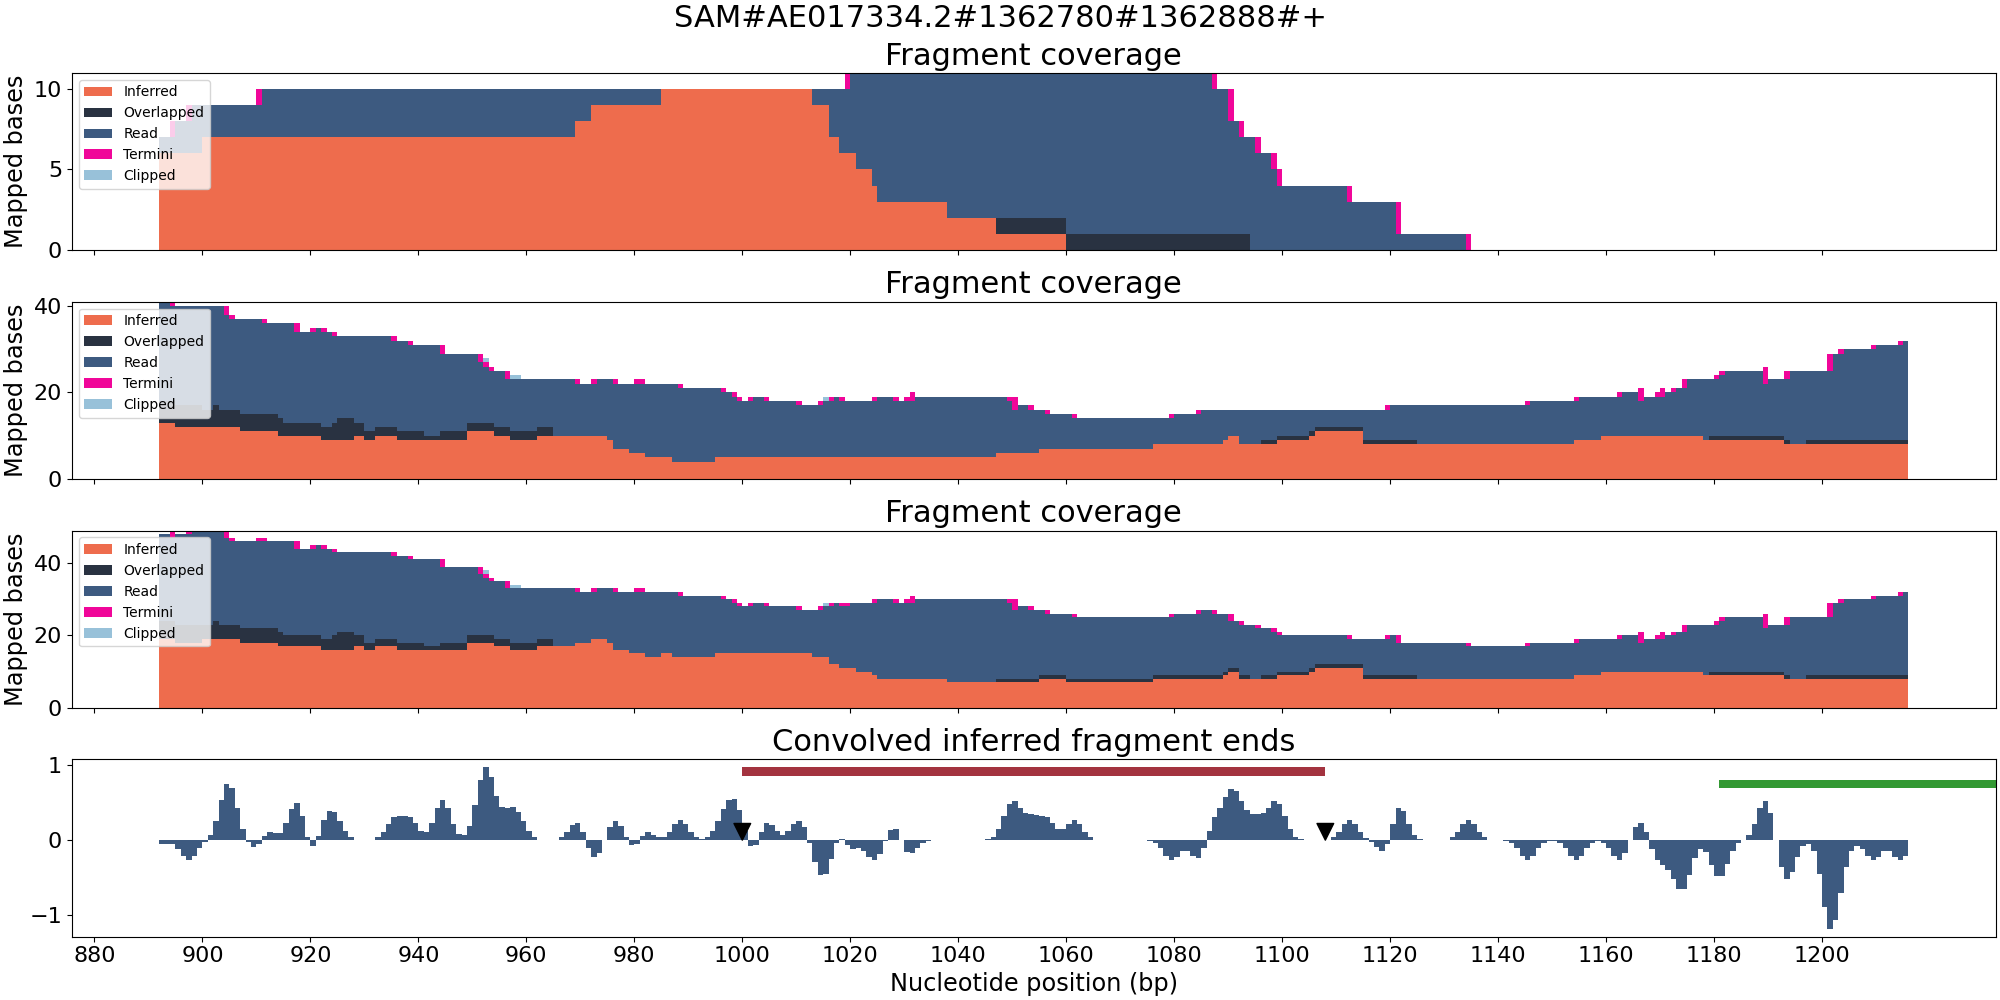 SAM#AE017334.2#1362780#1362888#+
Fragment coverage
Mapped bases
10
5
0
Inferred
Overlapped
Read
Termini
Clipped
Fragment coverage
Mapped bases
40
20
0
Inferred
Overlapped
Read
Termini
Clipped
Fragment coverage
Mapped bases
40
20
0
Inferred
Overlapped
Read
Termini
Clipped
Convolved inferred fragment ends
1
0
−1
880 900 920 940 960 980 1000 1020 1040 1060 1080 1100 1120 1140 1160 1180 1200
Nucleotide position (bp)